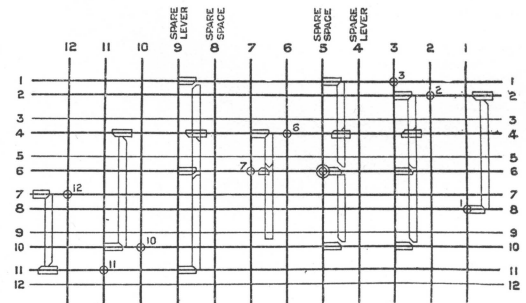 SPARE LEVER
SPARE SPACE
SPARE SPACE
SPARE LEVER
12 11 10 9 8 7 6 5 4 3 2 1
1 3 1
2 2 2
3 3
4 6 4
5 5
6 7 6
7 12 7
8 1 8
9 9
10 10 10
11 11 11
12 12